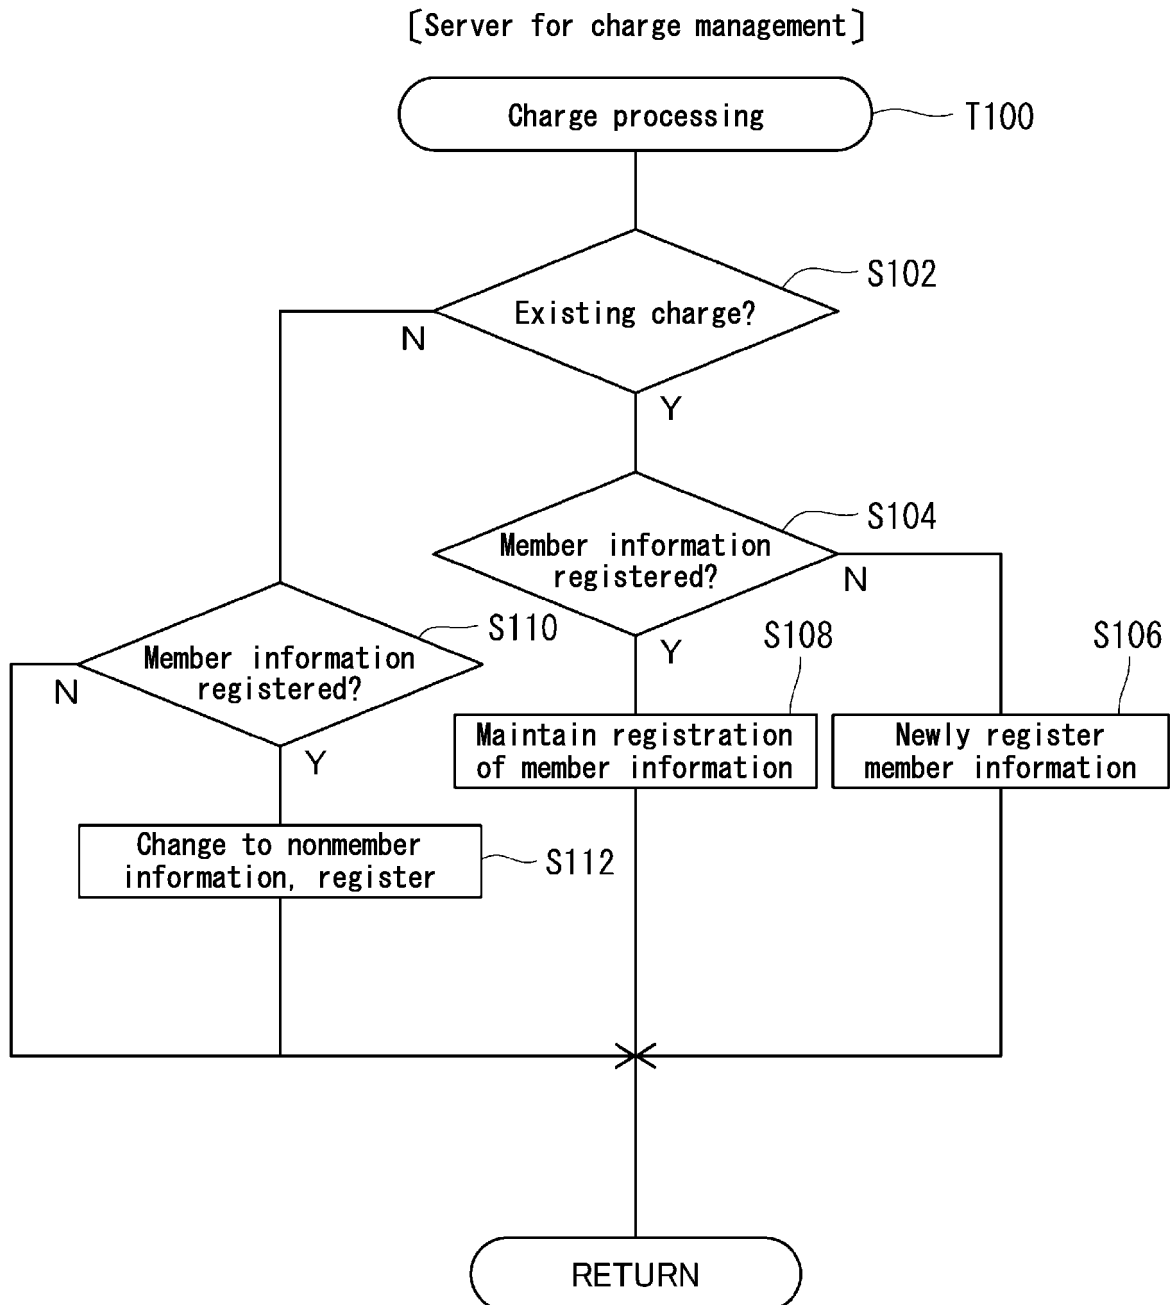 [Server for charge management]
Charge processing
T100
S102
Existing charge?
N
Y
S104
Member information
registered?
N
Y
S110
Member information
registered?
N
Y
S108
Maintain registration
of member information
S106
Newly register
member information
Change to nonmember
information, register
S112
RETURN